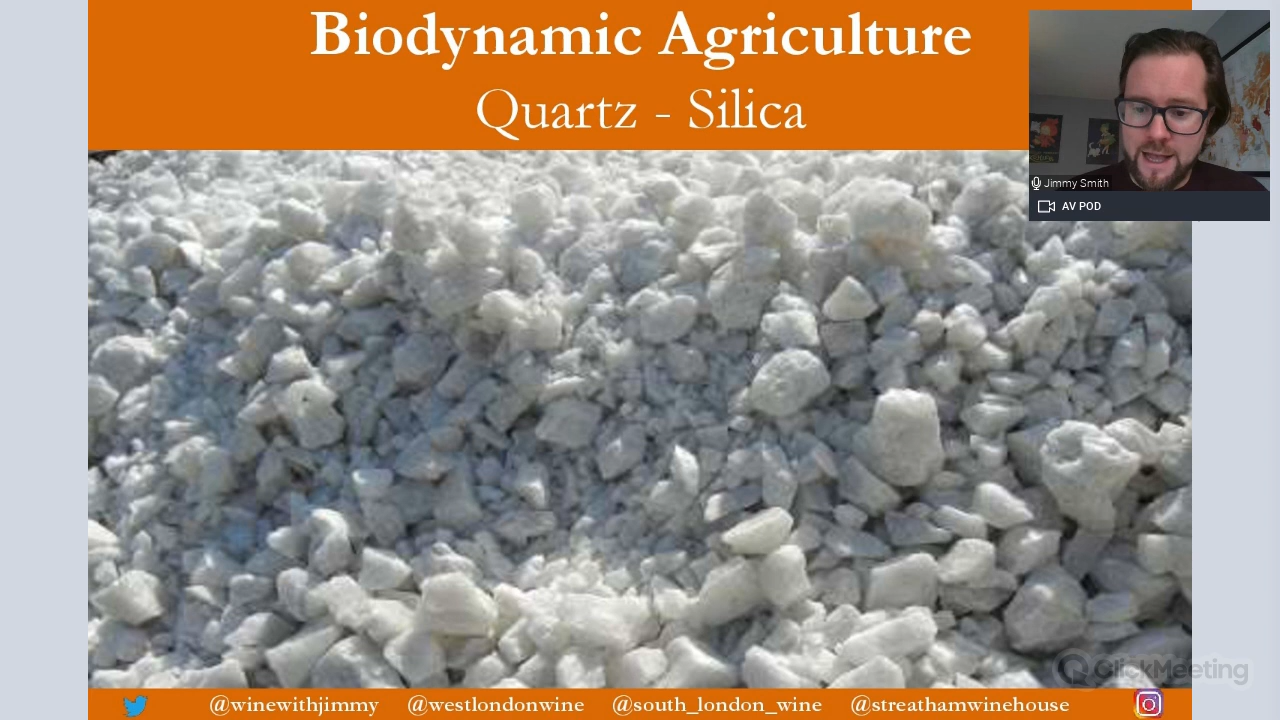 Biodynamic Agriculture
Quartz - Silica
Jimmy Smith
AV POD
ClickMeeting
@winewithjimmy @westlondonwine @south_london_wine @streathamwinehouse